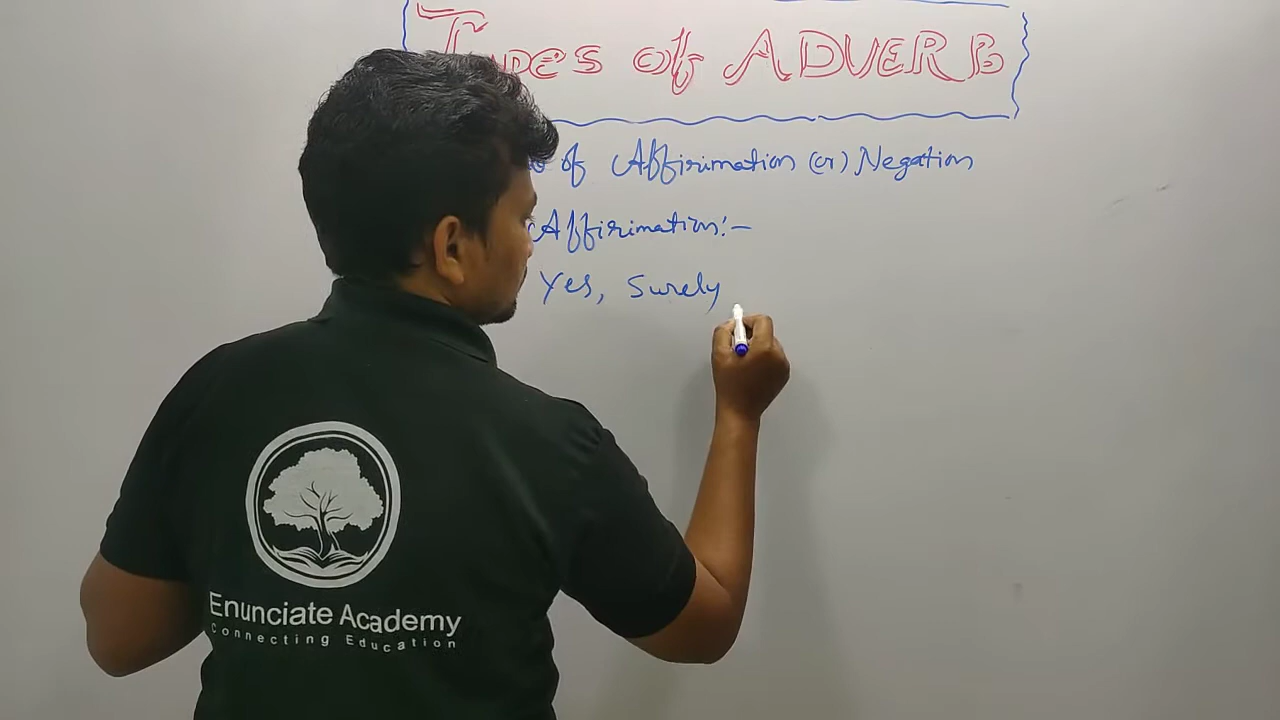 Types of ADVERB
of Affirimation (or) Negation
Affirimation:-
Yes, Surely
Enunciate Academy
Connecting Education